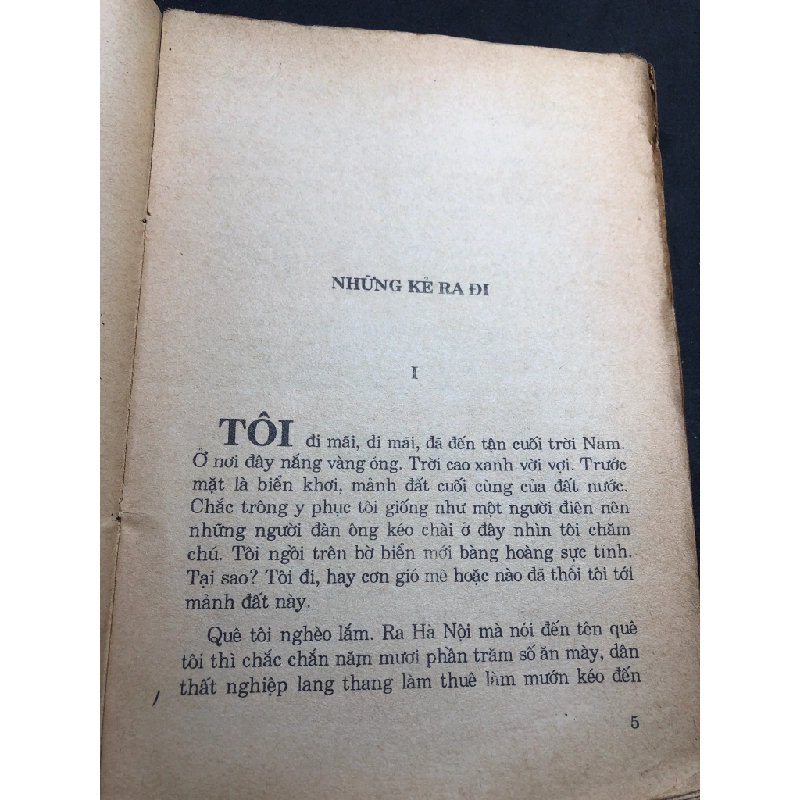 NHỮNG KẺ RA ĐI
I
TÔI đi mãi, đi mãi, đã đến tận cuối trời Nam.
Ở nơi đây nắng vàng óng. Trời cao xanh vời vợi. Trước
mặt là biển khơi, mảnh đất cuối cùng của đất nước.
Chắc trông y phục tôi giống như một người điên nên
những người đàn ông kéo chài ở đây nhìn tôi chăm
chú. Tôi ngồi trên bờ biển mới bàng hoàng sực tỉnh.
Tại sao? Tôi đi, hay cơn gió mê hoặc nào đã thổi tôi tới
mảnh đất này.
Quê tôi nghèo lắm. Ra Hà Nội mà nói đến tên quê
tôi thì chắc chắn năm mươi phần trăm số ăn mày, dân
thất nghiệp lang thang làm thuê làm mướn kéo đến
5